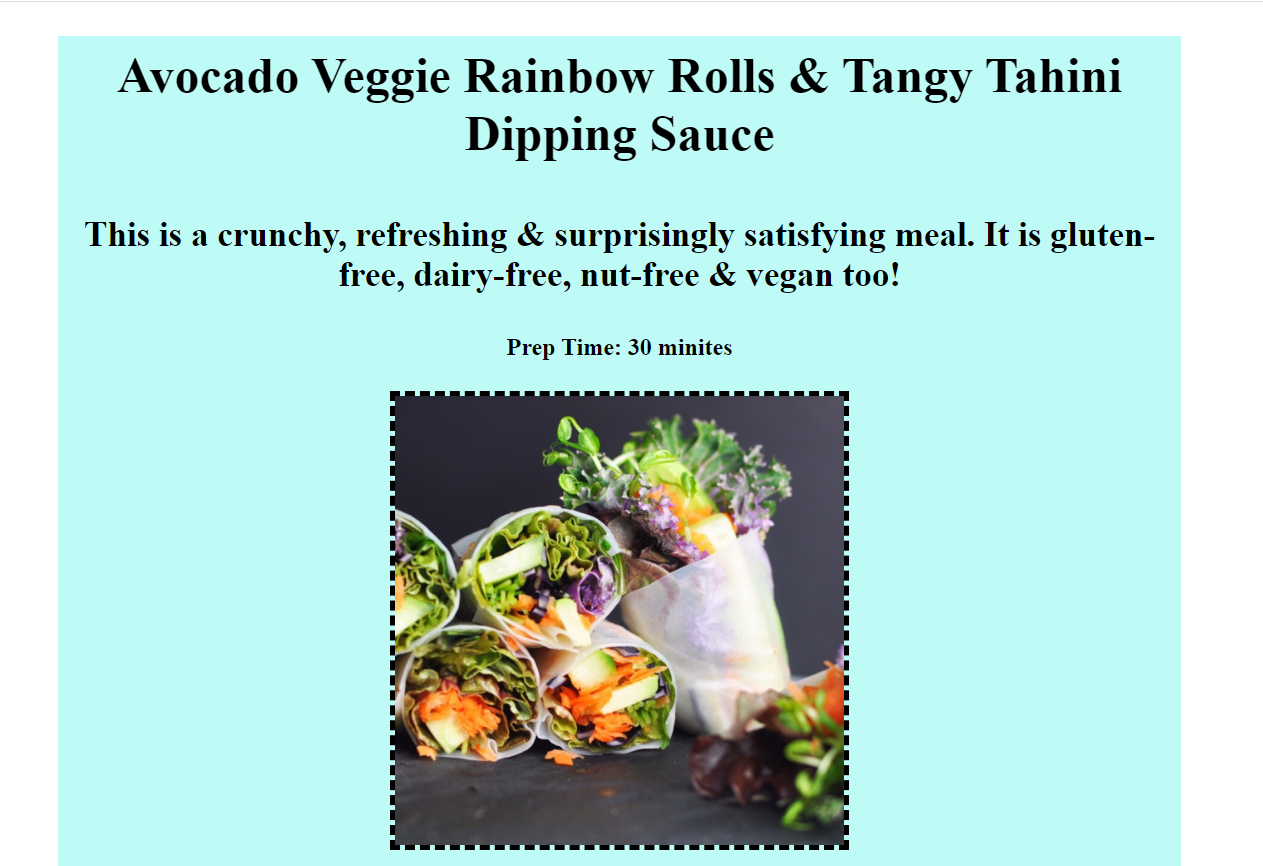 Avocado Veggie Rainbow Rolls & Tangy Tahini
Dipping Sauce
This is a crunchy, refreshing & surprisingly satisfying meal. It is gluten-
free, dairy-free, nut-free & vegan too!
Prep Time: 30 minites